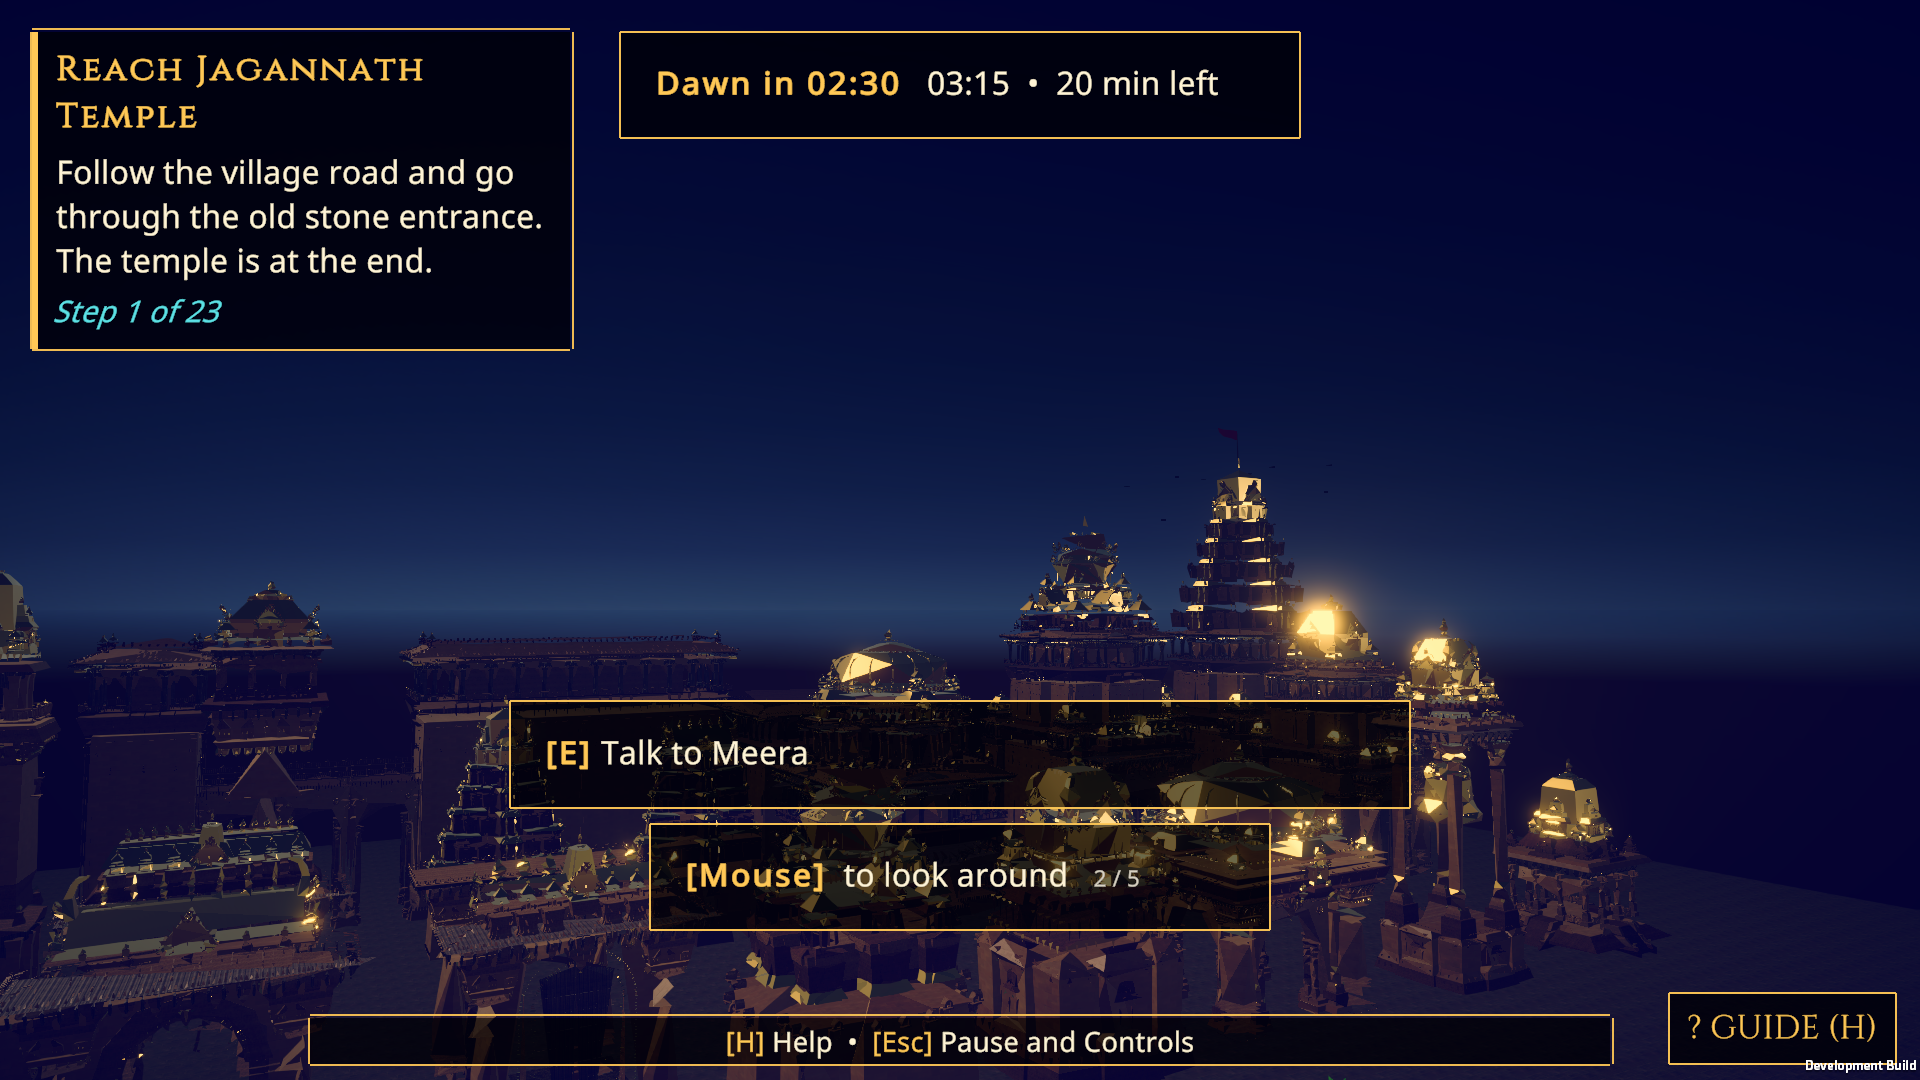 REACH JAGANNATH
TEMPLE
Follow the village road and go
through the old stone entrance.
The temple is at the end.
Step 1 of 23
Dawn in 02:30 03:15 • 20 min left
[E] Talk to Meera
[Mouse] to look around 2 / 5
[H] Help • [Esc] Pause and Controls
? GUIDE (H)
Development Build